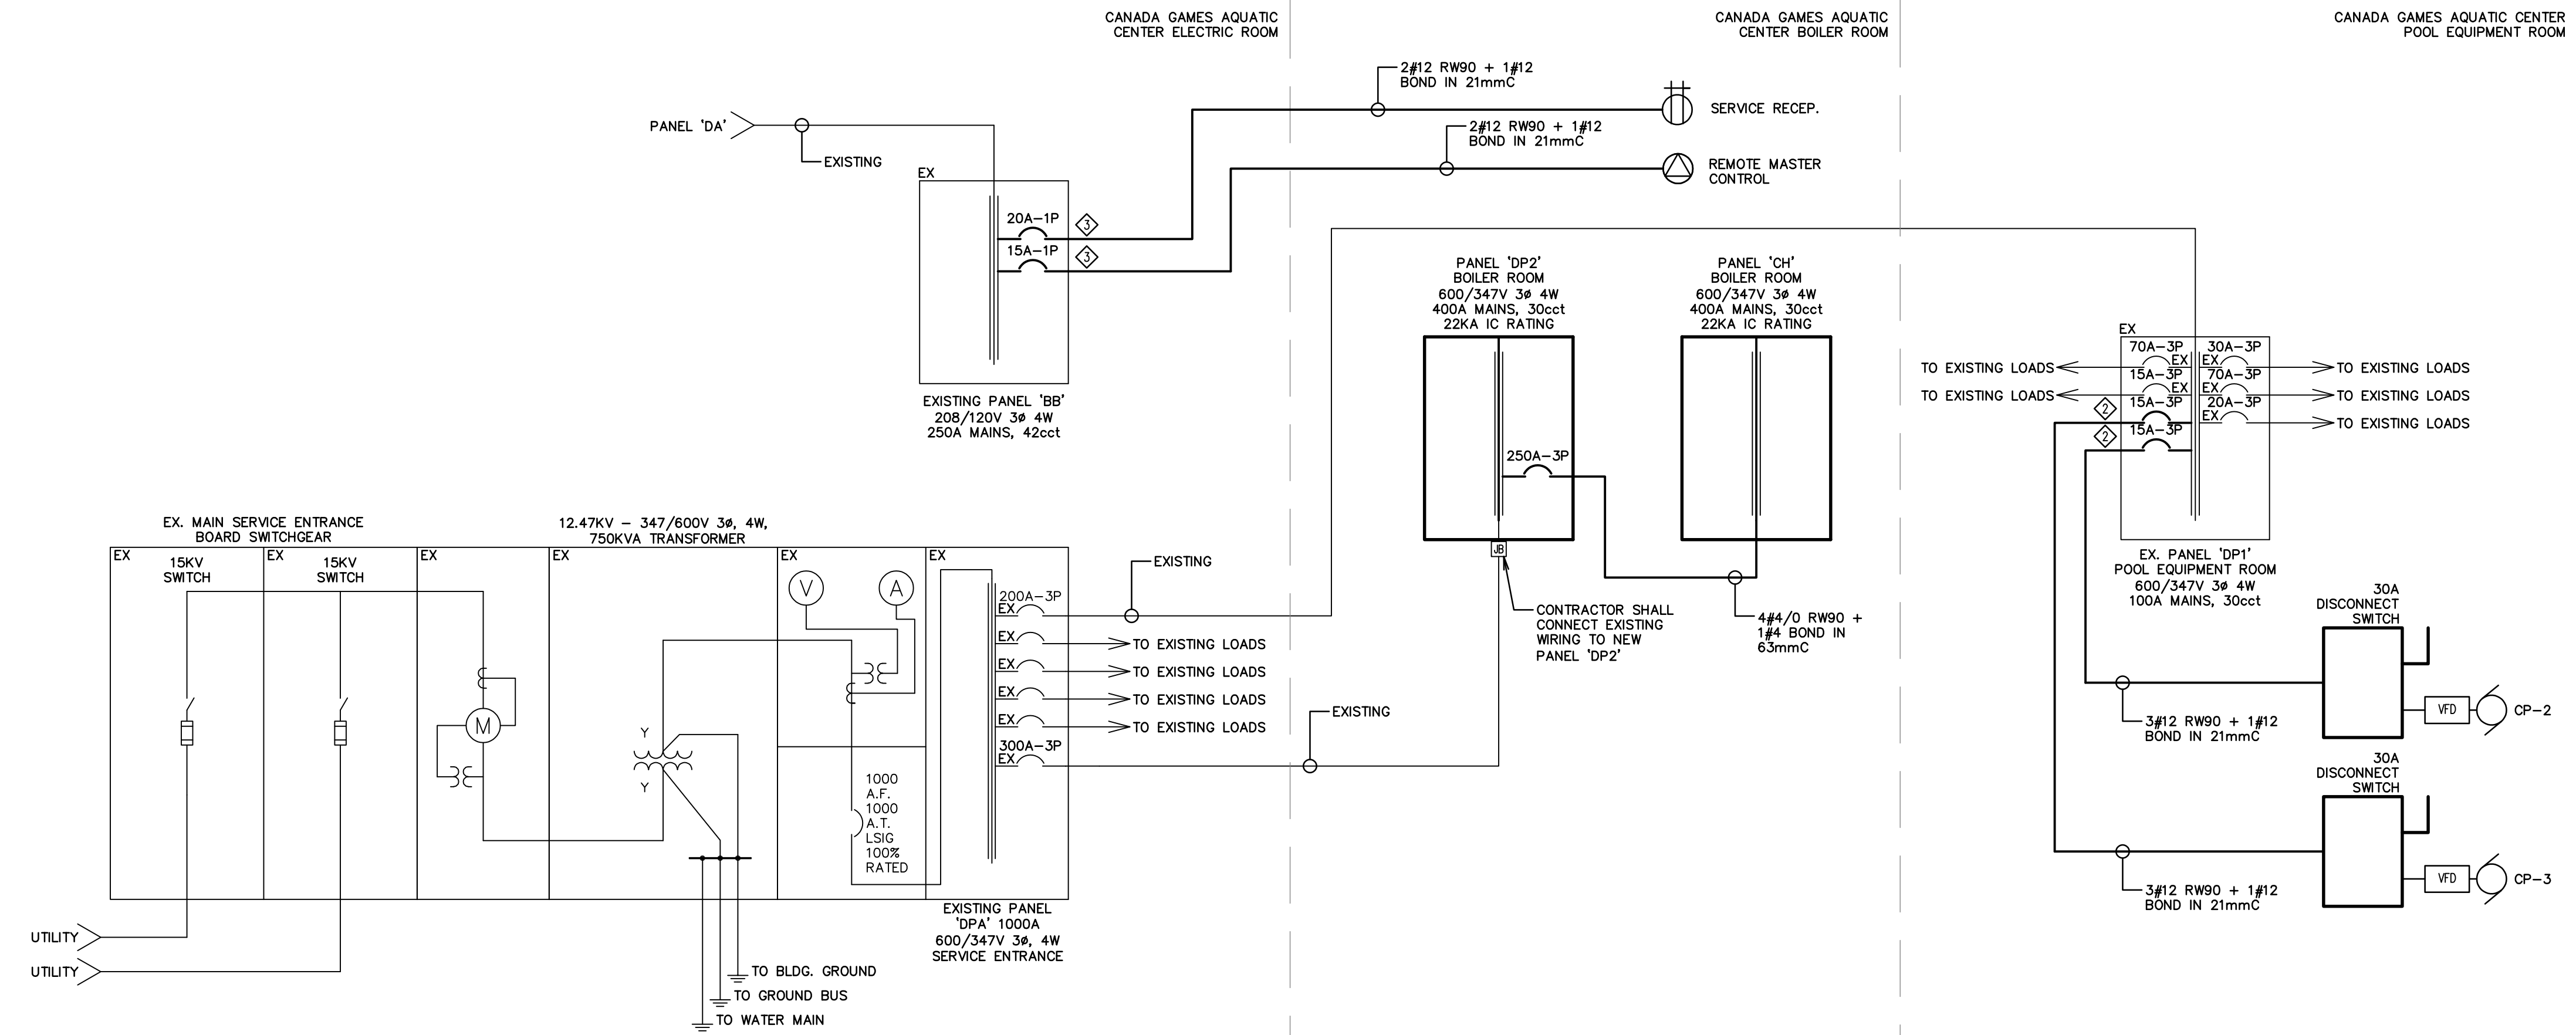 CANADA GAMES AQUATIC
CENTER ELECTRIC ROOM
CANADA GAMES AQUATIC
CENTER BOILER ROOM
CANADA GAMES AQUATIC CENTER
POOL EQUIPMENT ROOM
2#12 RW90 + 1#12
BOND IN 21mmC
SERVICE RECEP.
PANEL 'DA'
EXISTING
2#12 RW90 + 1#12
BOND IN 21mmC
REMOTE MASTER
CONTROL
EX
20A-1P
3
15A-1P
3
EXISTING PANEL 'BB'
208/120V 3ø 4W
250A MAINS, 42cct
PANEL 'DP2'
BOILER ROOM
600/347V 3ø 4W
400A MAINS, 30cct
22KA IC RATING
250A-3P
JB
PANEL 'CH'
BOILER ROOM
600/347V 3ø 4W
400A MAINS, 30cct
22KA IC RATING
CONTRACTOR SHALL
CONNECT EXISTING
WIRING TO NEW
PANEL 'DP2'
4#4/0 RW90 +
1#4 BOND IN
63mmC
EX
70A-3P
30A-3P
TO EXISTING LOADS
EX
EX
TO EXISTING LOADS
15A-3P
70A-3P
TO EXISTING LOADS
EX
EX
TO EXISTING LOADS
2
15A-3P
20A-3P
EX
TO EXISTING LOADS
2
15A-3P
EX. PANEL 'DP1'
POOL EQUIPMENT ROOM
600/347V 3ø 4W
100A MAINS, 30cct
30A
DISCONNECT
SWITCH
VFD
CP-2
3#12 RW90 + 1#12
BOND IN 21mmC
30A
DISCONNECT
SWITCH
VFD
CP-3
3#12 RW90 + 1#12
BOND IN 21mmC
EX. MAIN SERVICE ENTRANCE
BOARD SWITCHGEAR
12.47KV - 347/600V 3ø, 4W,
750KVA TRANSFORMER
EX
15KV
SWITCH
EX
15KV
SWITCH
EX
M
EX
Y
Y
EX
V
A
1000
A.F.
1000
A.T.
LSIG
100%
RATED
EX
200A-3P
EX
EXISTING
EX
TO EXISTING LOADS
EX
TO EXISTING LOADS
EX
TO EXISTING LOADS
EX
TO EXISTING LOADS
300A-3P
EX
EXISTING
EXISTING PANEL
'DPA' 1000A
600/347V 3ø, 4W
SERVICE ENTRANCE
UTILITY
UTILITY
TO BLDG. GROUND
TO GROUND BUS
TO WATER MAIN